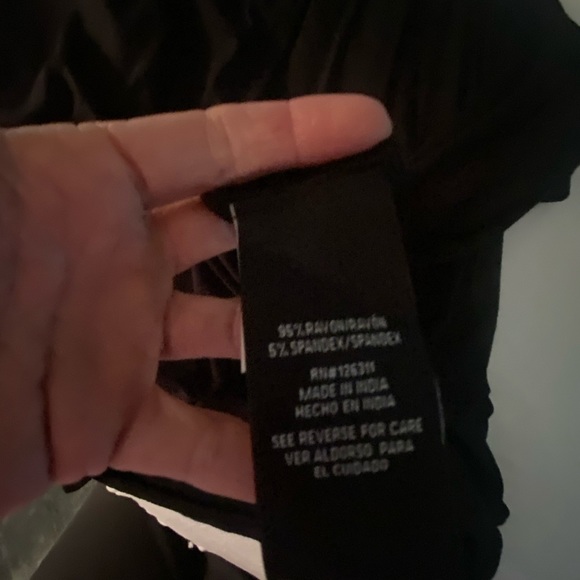 95% RAYON/RAYÓN
5% SPANDEX/SPANDEX
RN#126311
MADE IN INDIA
HECHO EN INDIA
SEE REVERSE FOR CARE
VER ALDORSO PARA
EL CUIDADO